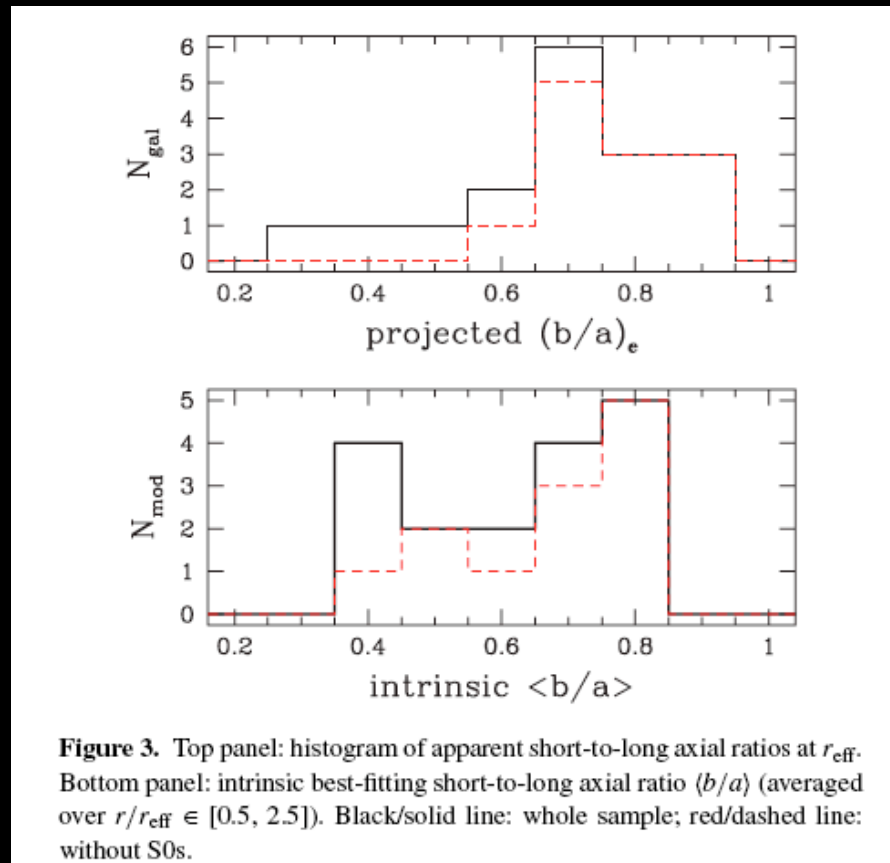 6
5
4
3
2
1
0
N_gal
0.2 0.4 0.6 0.8 1
projected (b/a)_e
5
4
3
2
1
0
N_mod
0.2 0.4 0.6 0.8 1
intrinsic <b/a>
Figure 3. Top panel: histogram of apparent short-to-long axial ratios at r_eff.
Bottom panel: intrinsic best-fitting short-to-long axial ratio ⟨b/a⟩ (averaged
over r/r_eff ∈ [0.5, 2.5]). Black/solid line: whole sample; red/dashed line:
without S0s.